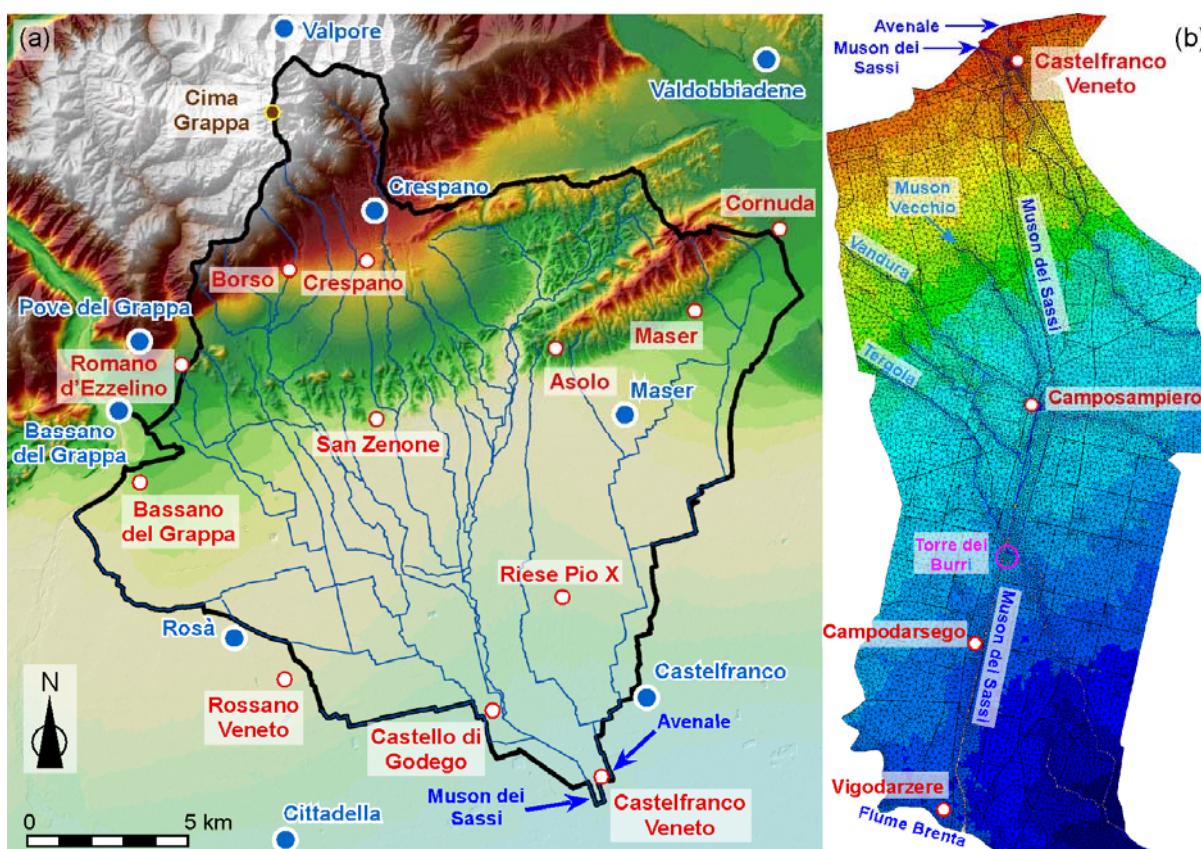 (a)
Valpore
Cima
Grappa
Valdobbiadene
Crespano
Cornuda
Borso
Crespano
Pove del Grappa
Maser
Romano
d'Ezzelino
Asolo
Maser
Bassano
del Grappa
San Zenone
Bassano
del Grappa
Riese Pio X
Rosà
Castelfranco
Rossano
Veneto
Avenale
Castello di
Godego
N
Muson dei
Sassi
Castelfranco
Veneto
0
5 km
Cittadella
(b)
Avenale
Muson dei
Sassi
Castelfranco
Veneto
Muson
Vecchio
Vandura
Muson dei Sassi
Tergola
Camposampiero
Torre dei
Burri
Muson dei Sassi
Campodarsego
Vigodarzere
Fiume Brenta